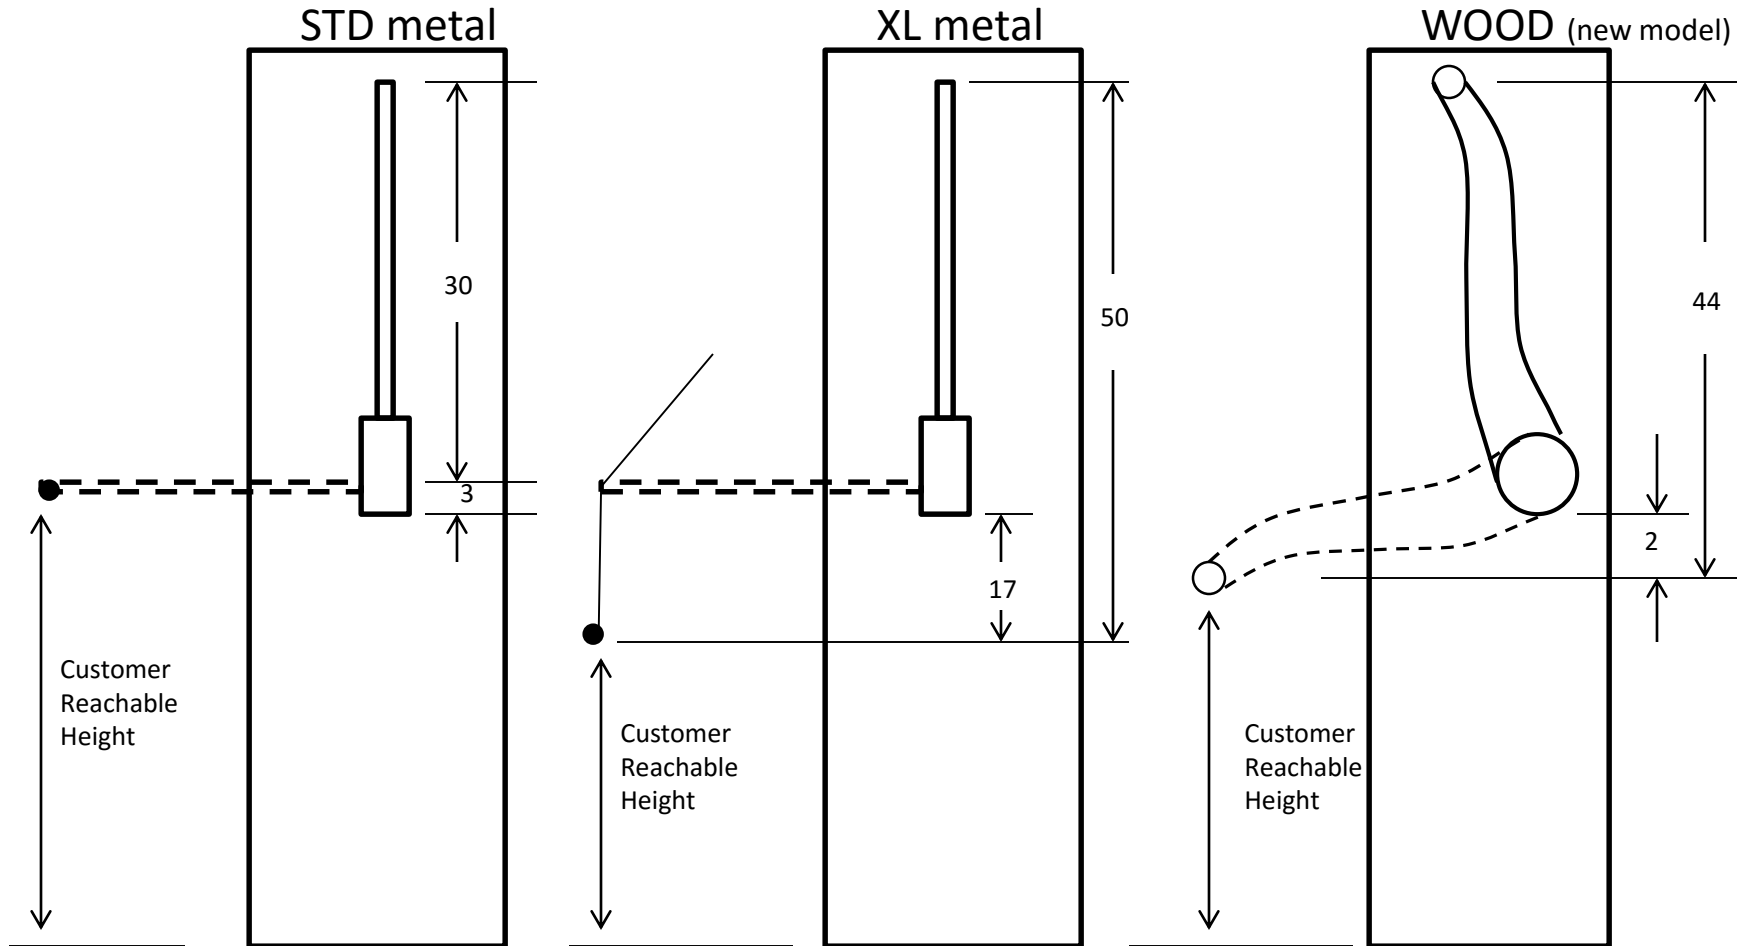 STD metal
XL metal
WOOD (new model)
30
50
44
3
2
17
Customer
Reachable
Height
Customer
Reachable
Height
Customer
Reachable
Height